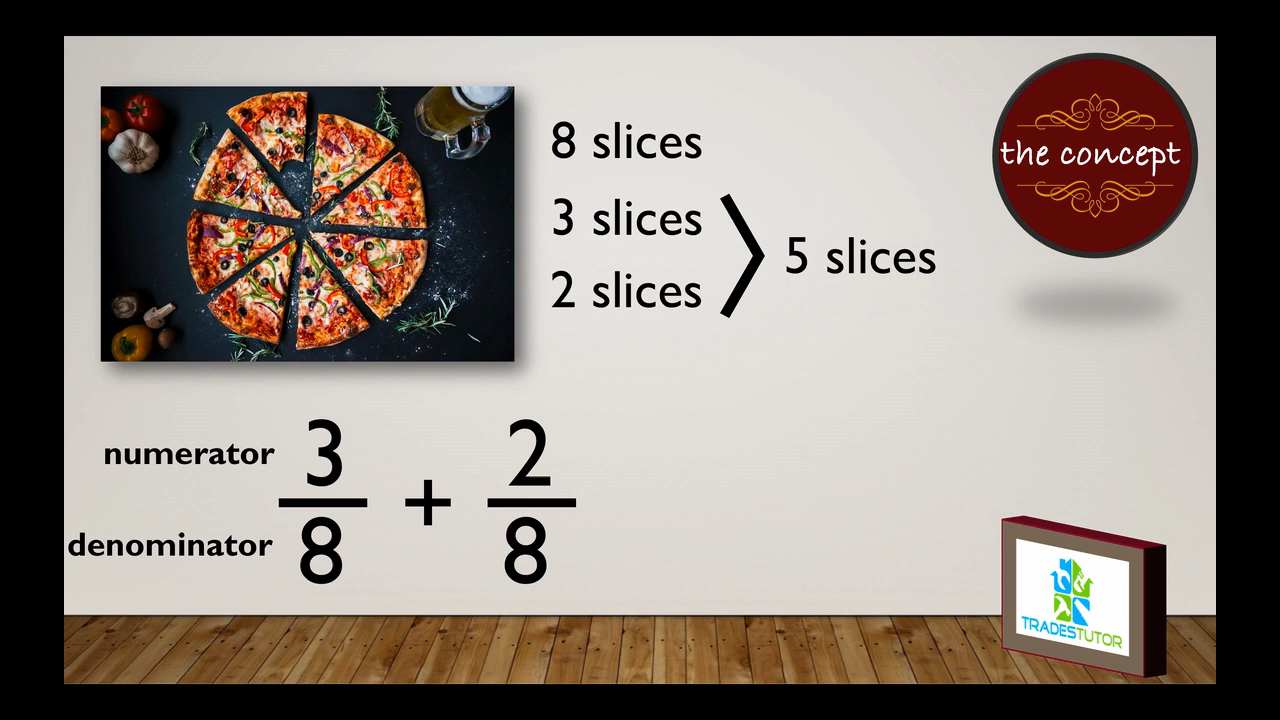 8 slices
3 slices
2 slices
5 slices
the concept
numerator
denominator
3
8
+
2
8
TRADESTUTOR